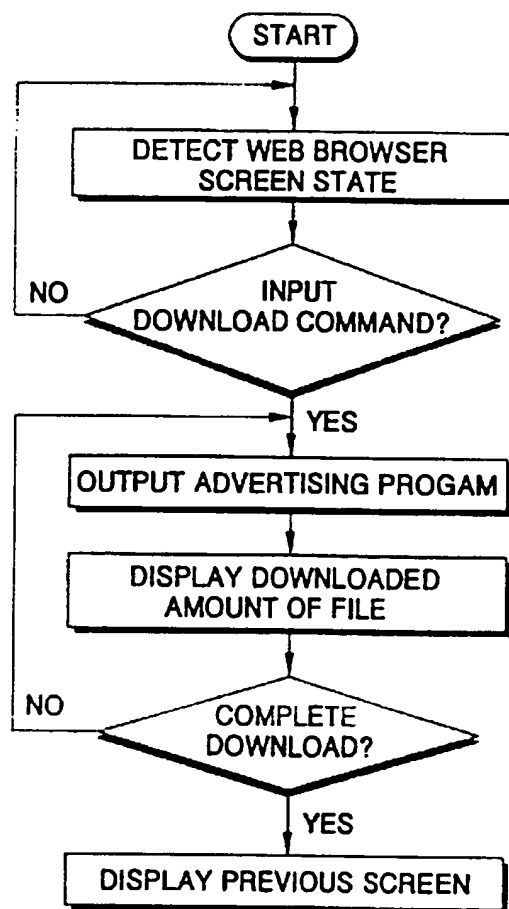 START
DETECT WEB BROWSER
SCREEN STATE
NO
INPUT
DOWNLOAD COMMAND?
YES
OUTPUT ADVERTISING PROGAM
DISPLAY DOWNLOADED
AMOUNT OF FILE
NO
COMPLETE
DOWNLOAD?
YES
DISPLAY PREVIOUS SCREEN